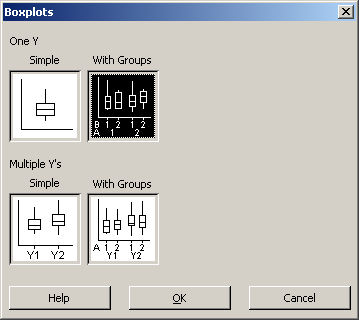 Boxplots
One Y
Simple With Groups
B 1 2 1 2
A 1 2
Multiple Y's
Simple With Groups
Y1 Y2
A 1 2 1 2
Y1 Y2
Help OK Cancel